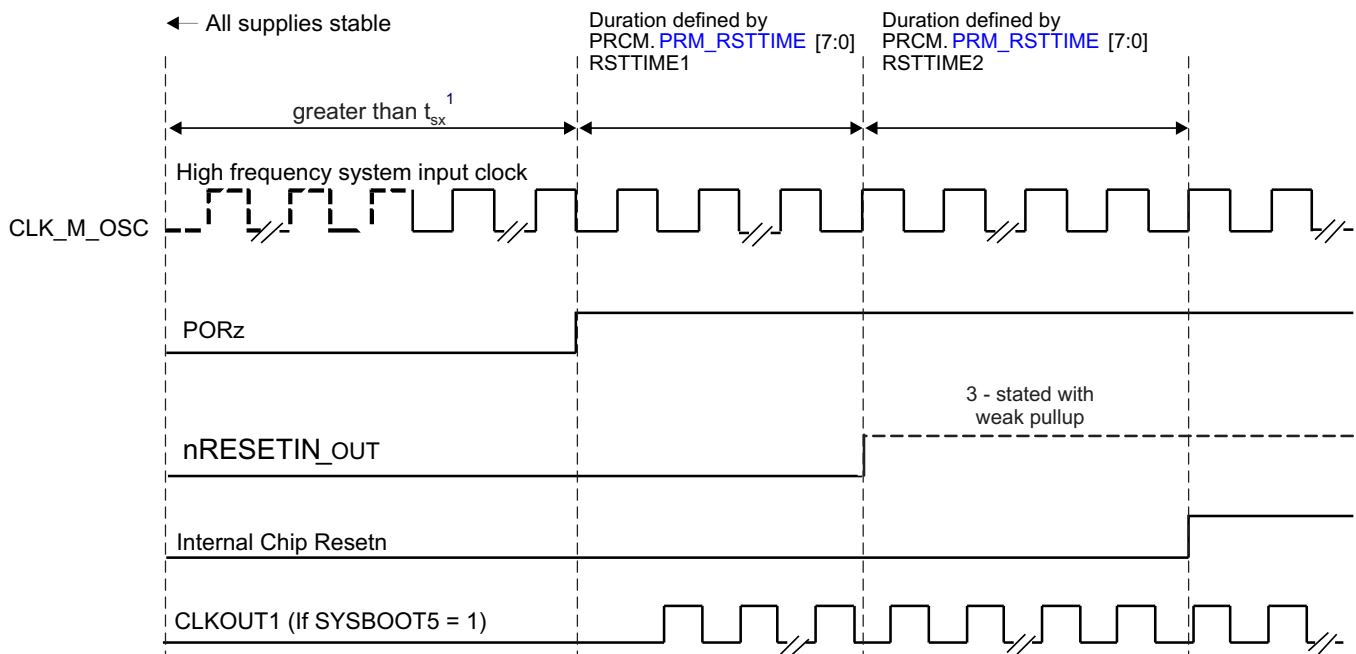 All supplies stable
Duration defined by
PRCM. PRM_RSTTIME [7:0]
RSTTIME1
Duration defined by
PRCM. PRM_RSTTIME [7:0]
RSTTIME2
greater than tsx1
High frequency system input clock
CLK_M_OSC
PORz
3 - stated with
weak pullup
nRESETIN_OUT
Internal Chip Resetn
CLKOUT1 (If SYSBOOT5 = 1)